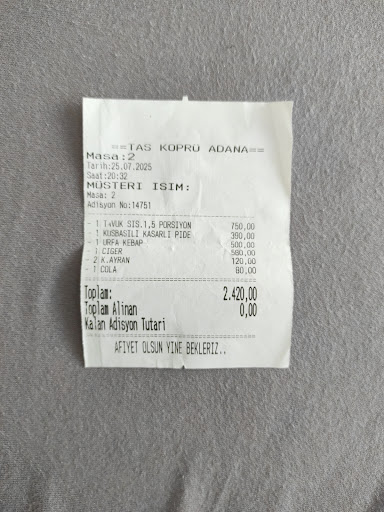 ==TAS KOPRU ADANA==
Masa:2
Tarih:25.07.2025
Saat:20:32
MUSTERI ISIM:
Masa: 2
Adisyon No:14751
- 1 TAVUK SIS.1,5 PORSIYON 750,00
- 1 KUSBASILI KASARLI PIDE 390,00
- 1 URFA KEBAP 500,00
- 1 CIGER 580,00
- 2 K.AYRAN 120,00
- 1 COLA 80,00
Toplam: 2.420,00
Toplam Alinan 0,00
Kalan Adisyon Tutari
AFIYET OLSUN YINE BEKLERIZ..